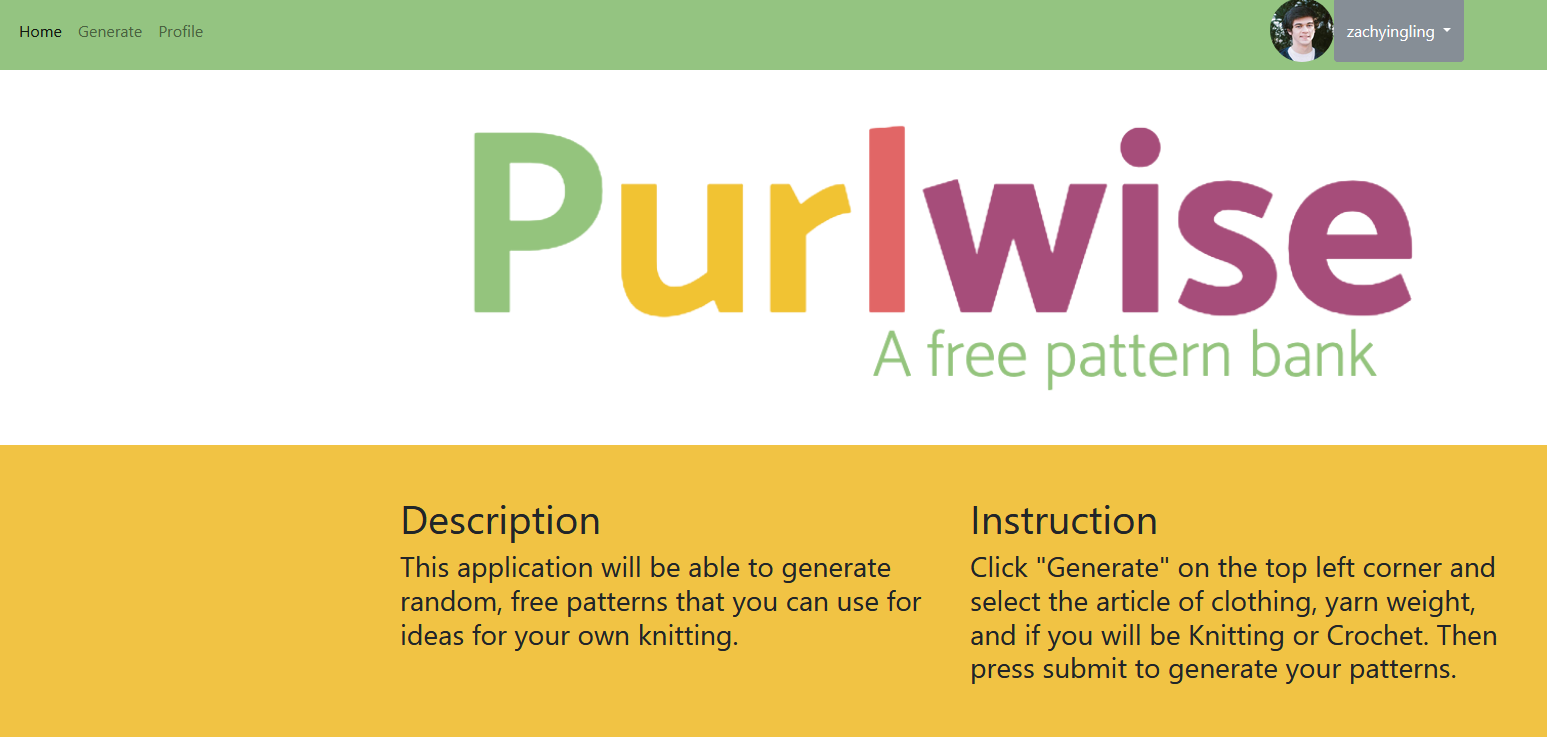 Home Generate Profile zachyingling
Purlwise
A free pattern bank
Description
This application will be able to generate
random, free patterns that you can use for
ideas for your own knitting.
Instruction
Click "Generate" on the top left corner and
select the article of clothing, yarn weight,
and if you will be Knitting or Crochet. Then
press submit to generate your patterns.